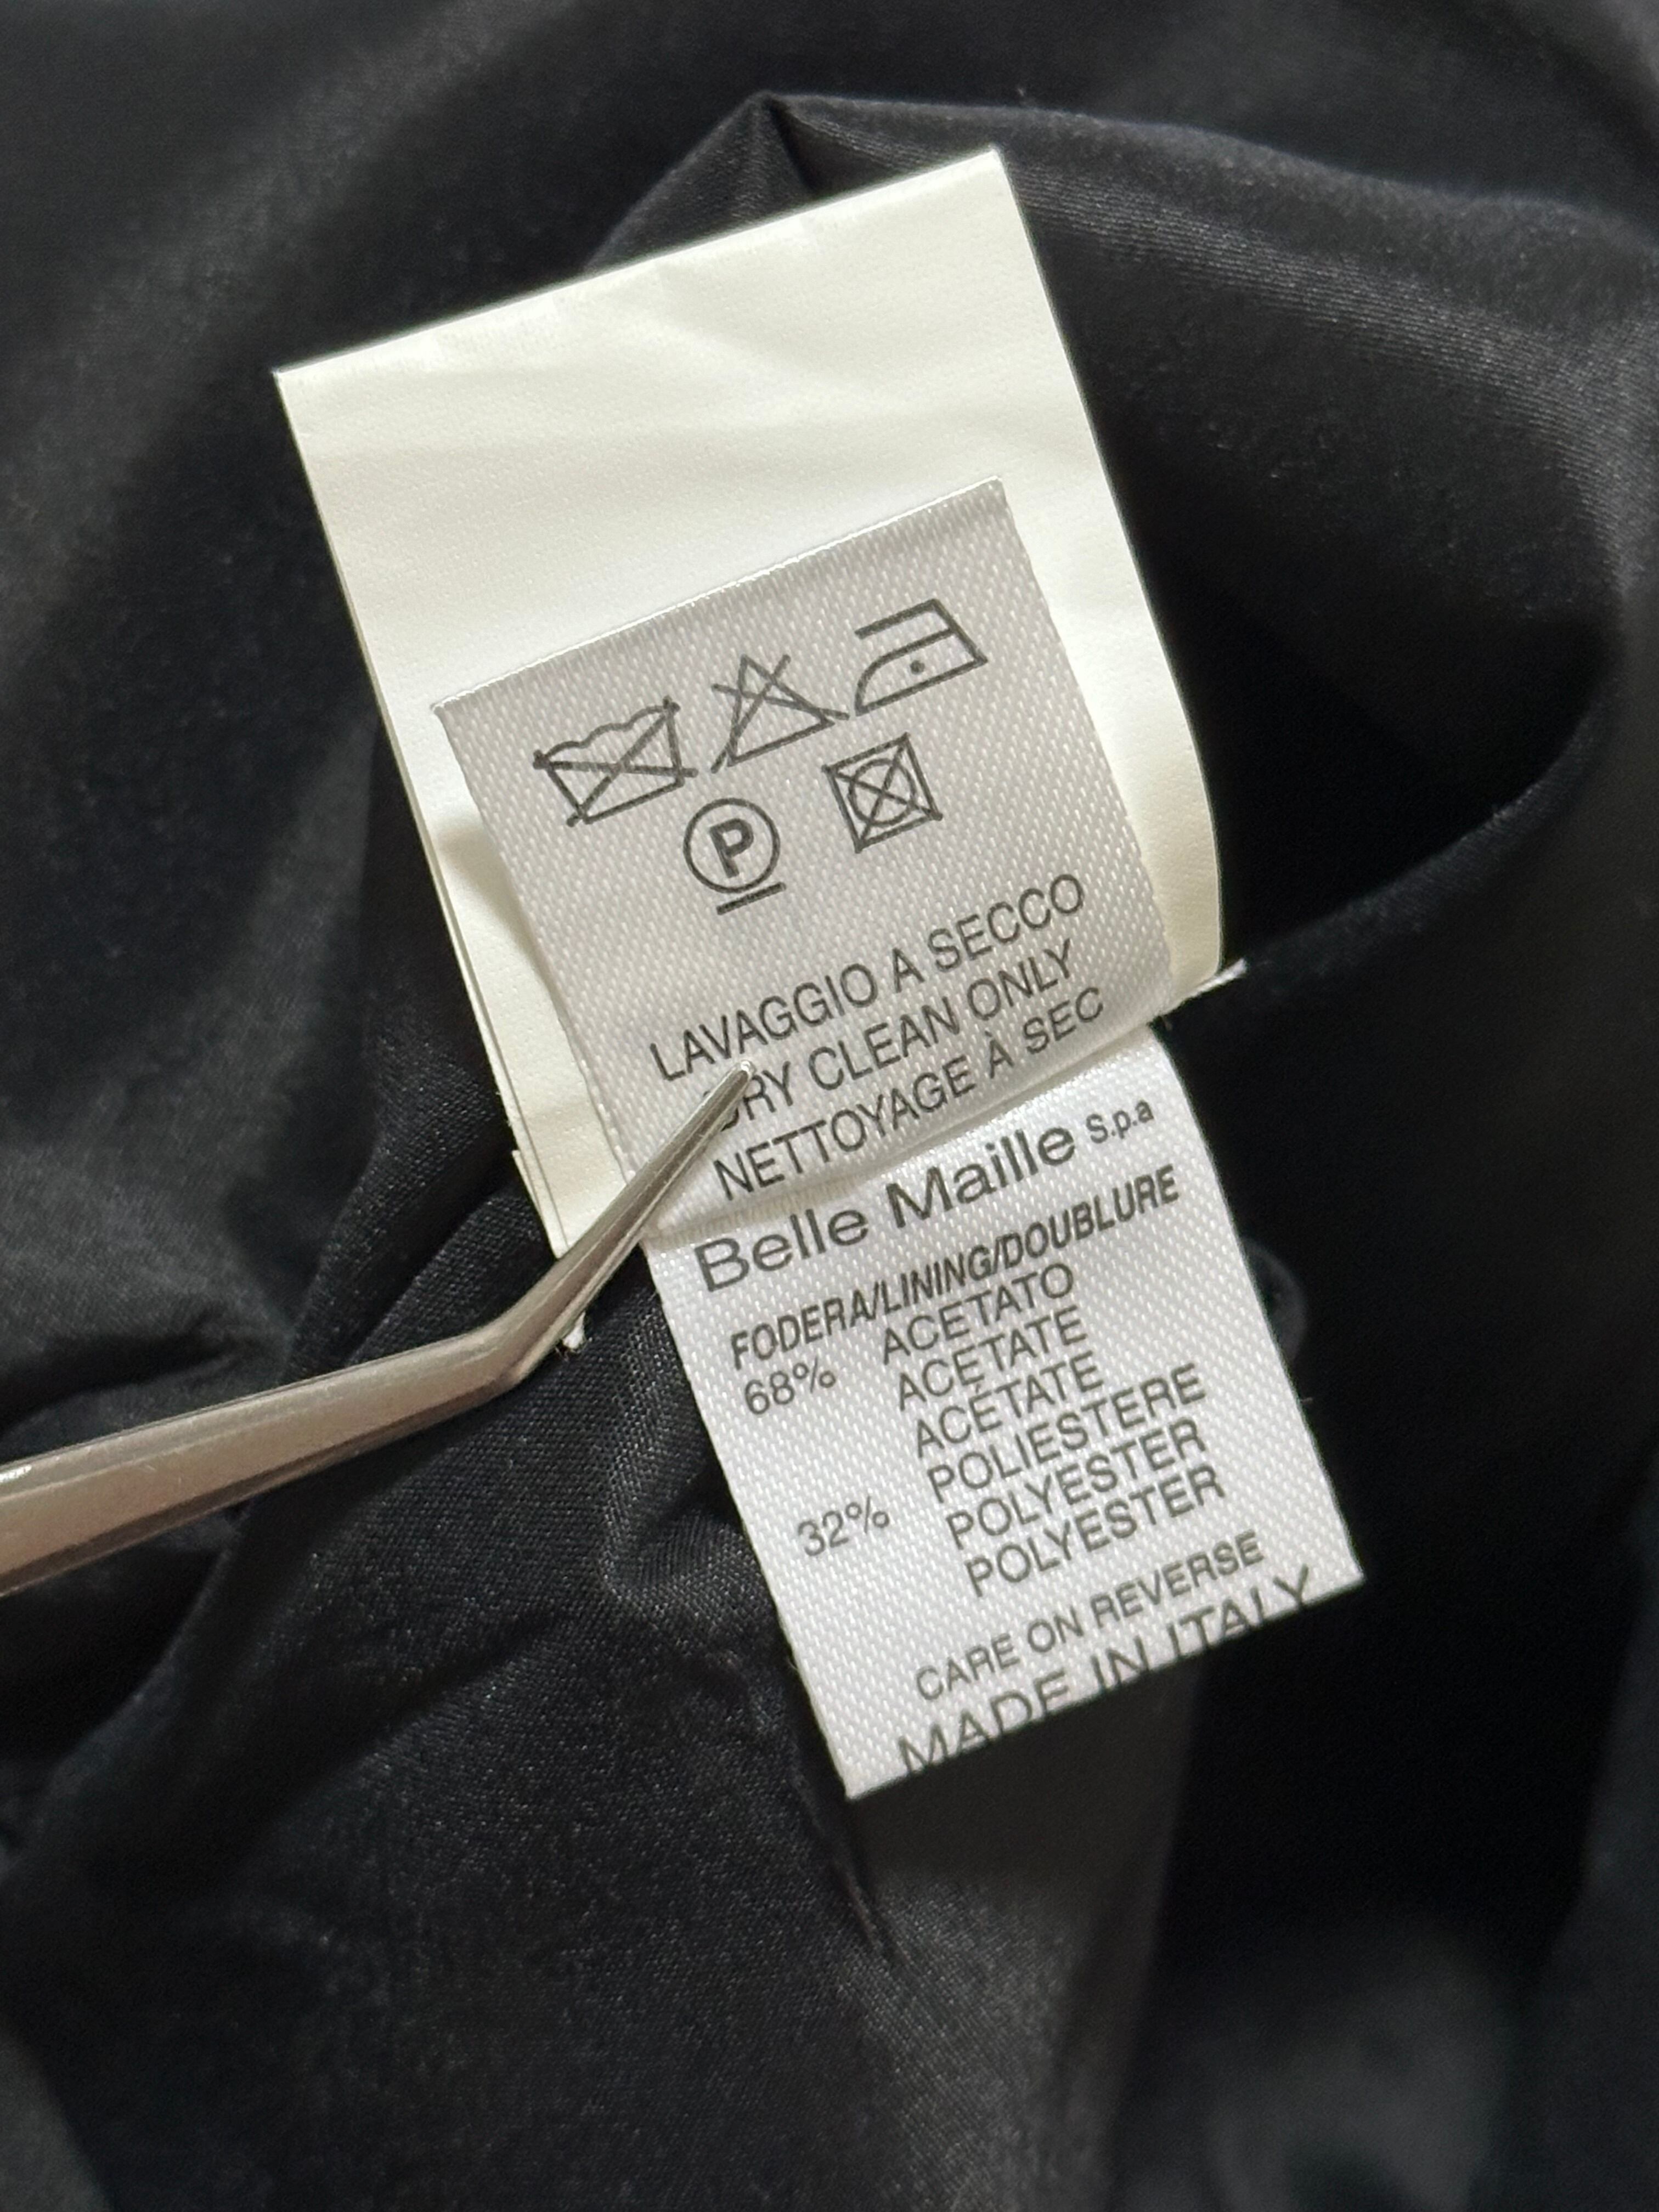 P
LAVAGGIO A SECCO
DRY CLEAN ONLY
NETTOYAGE À SEC
Belle Maille S.p.a
FODERA/LINING/DOUBLURE
68% ACETATO
ACETATE
ACÉTATE
32% POLIESTERE
POLYESTER
POLYESTER
CARE ON REVERSE
MADE IN ITALY